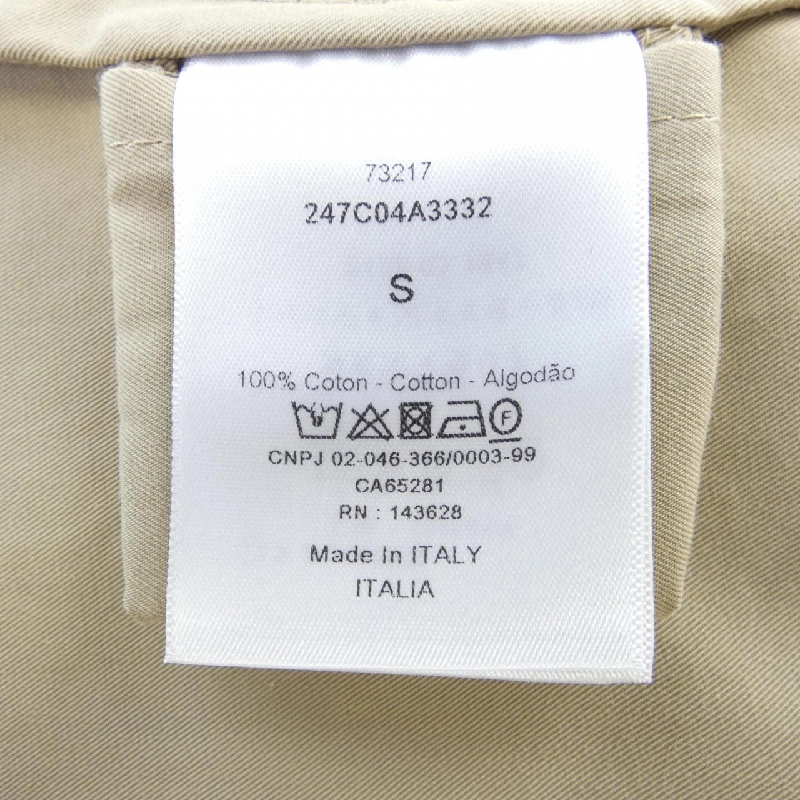 73217
247C04A3332
S
100% Coton - Cotton - Algodão
F
CNPJ 02-046-366/0003-99
CA65281
RN : 143628
Made In ITALY
ITALIA